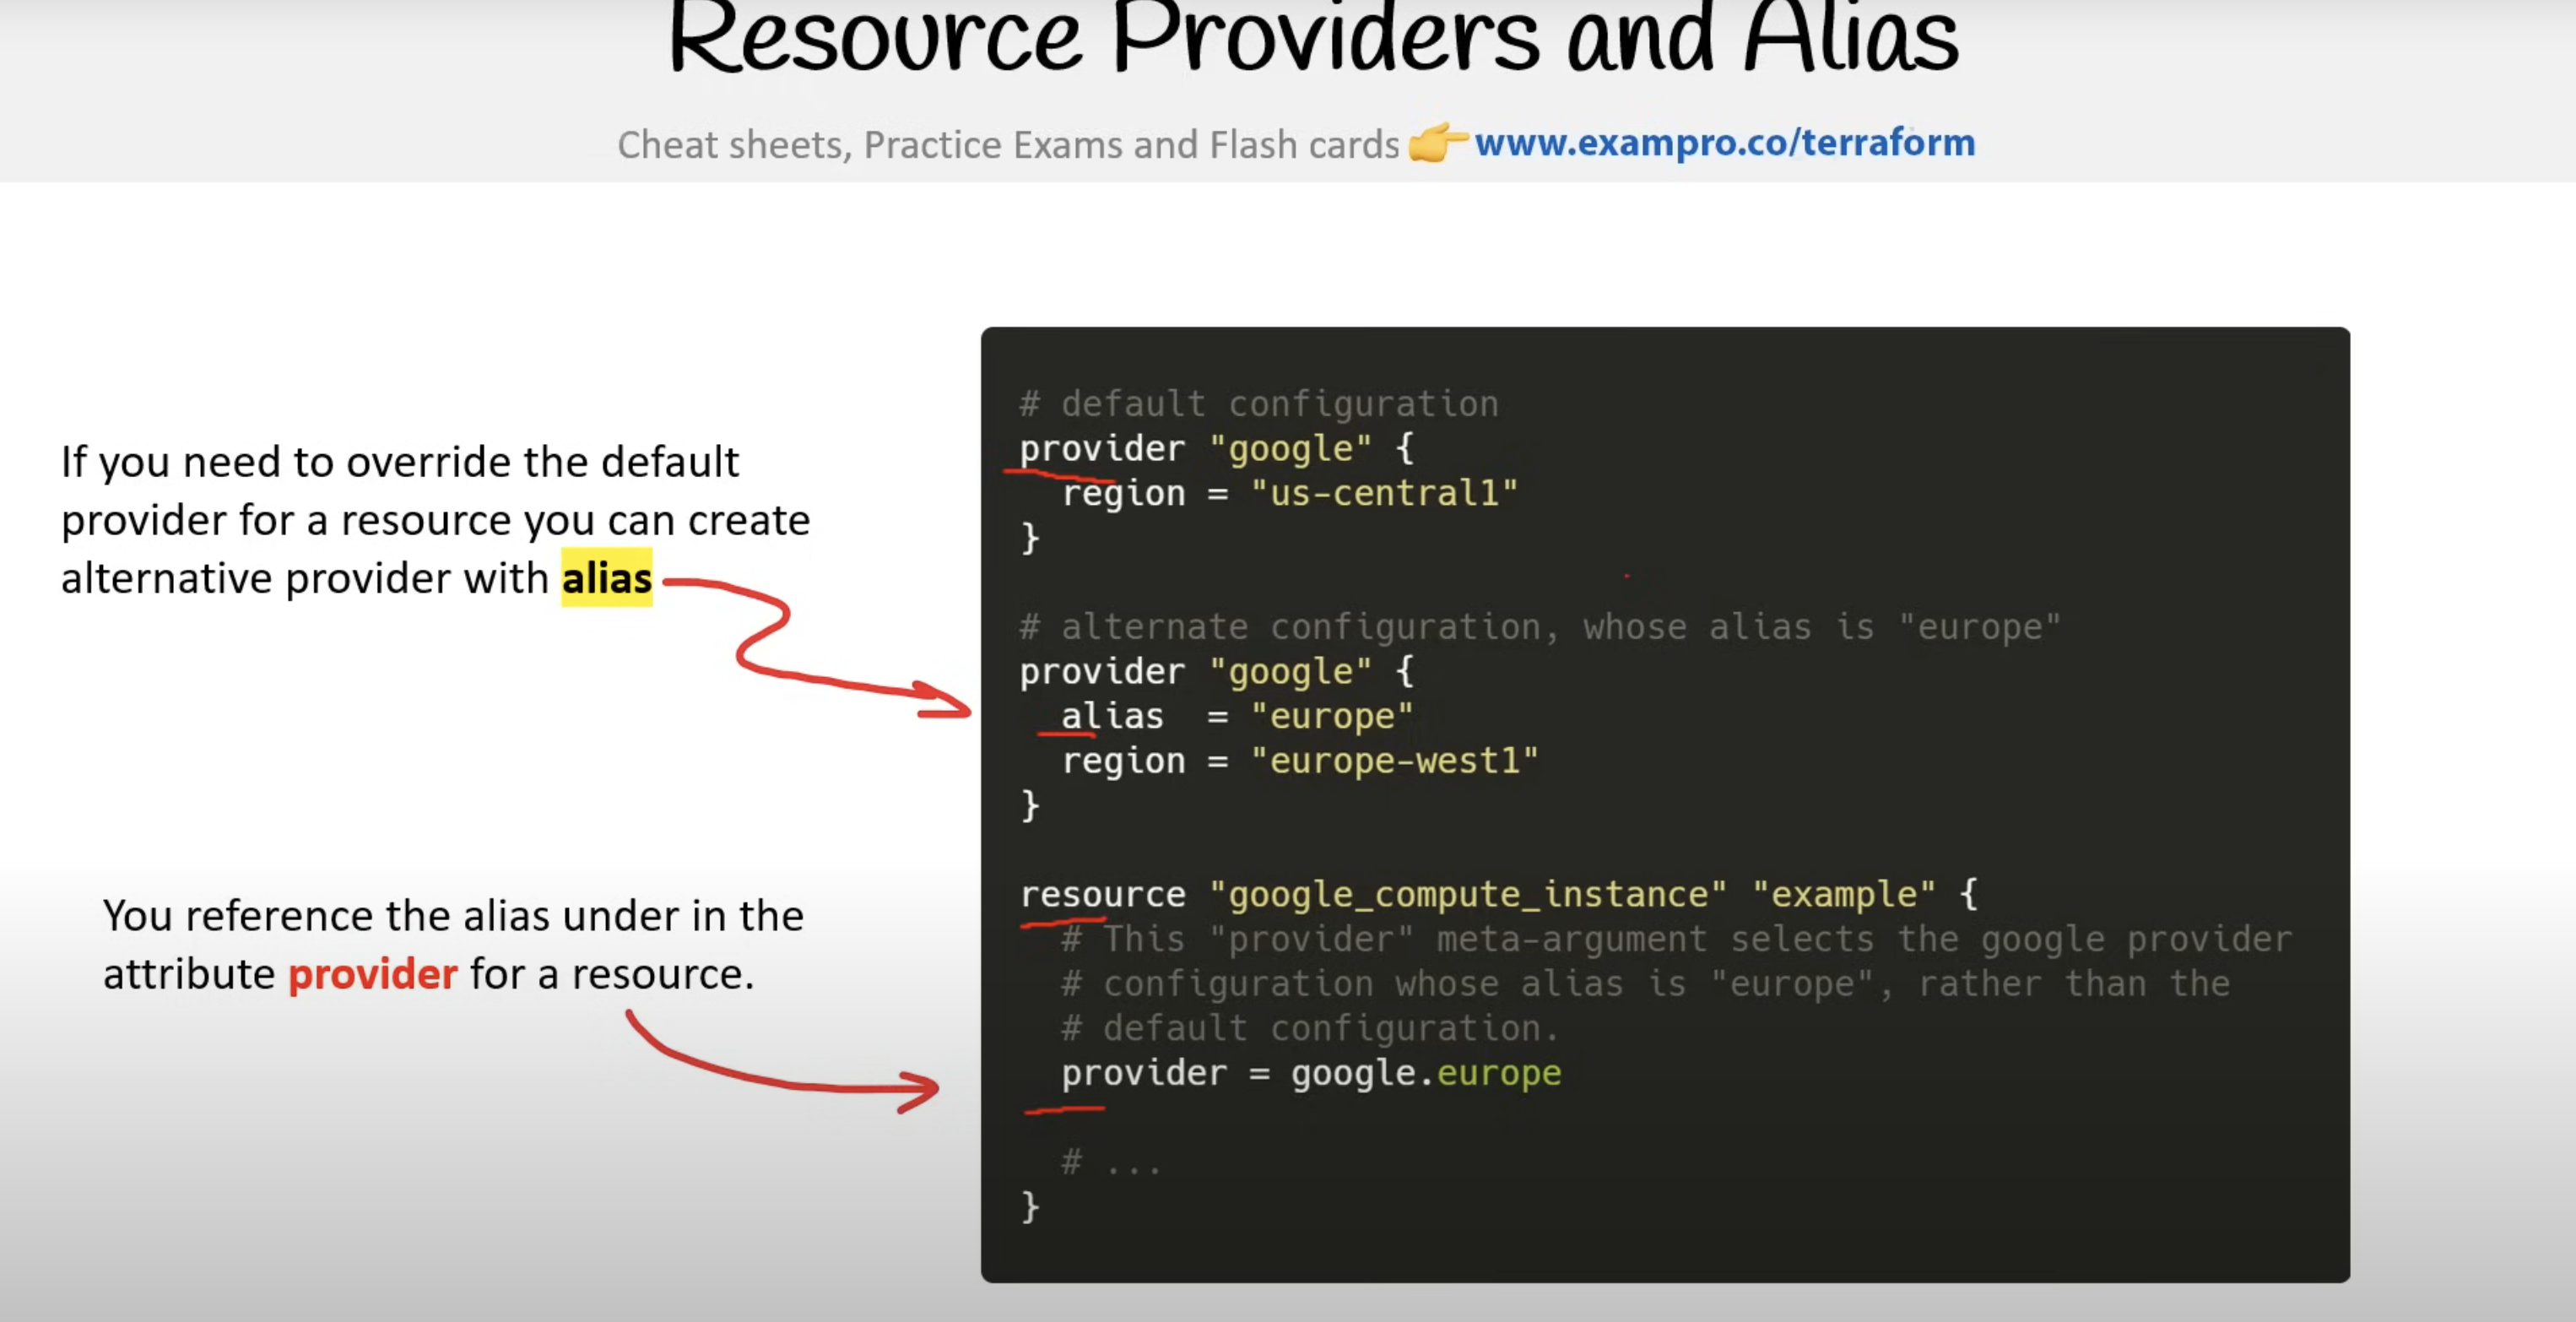 Resource Providers and Alias
Cheat sheets, Practice Exams and Flash cards 👉 www.exampro.co/terraform
If you need to override the default
provider for a resource you can create
alternative provider with alias
You reference the alias under in the
attribute provider for a resource.
# default configuration
provider "google" {
  region = "us-central1"
}
# alternate configuration, whose alias is "europe"
provider "google" {
  alias  = "europe"
  region = "europe-west1"
}
resource "google_compute_instance" "example" {
  # This "provider" meta-argument selects the google provider
  # configuration whose alias is "europe", rather than the
  # default configuration.
  provider = google.europe
  # ...
}